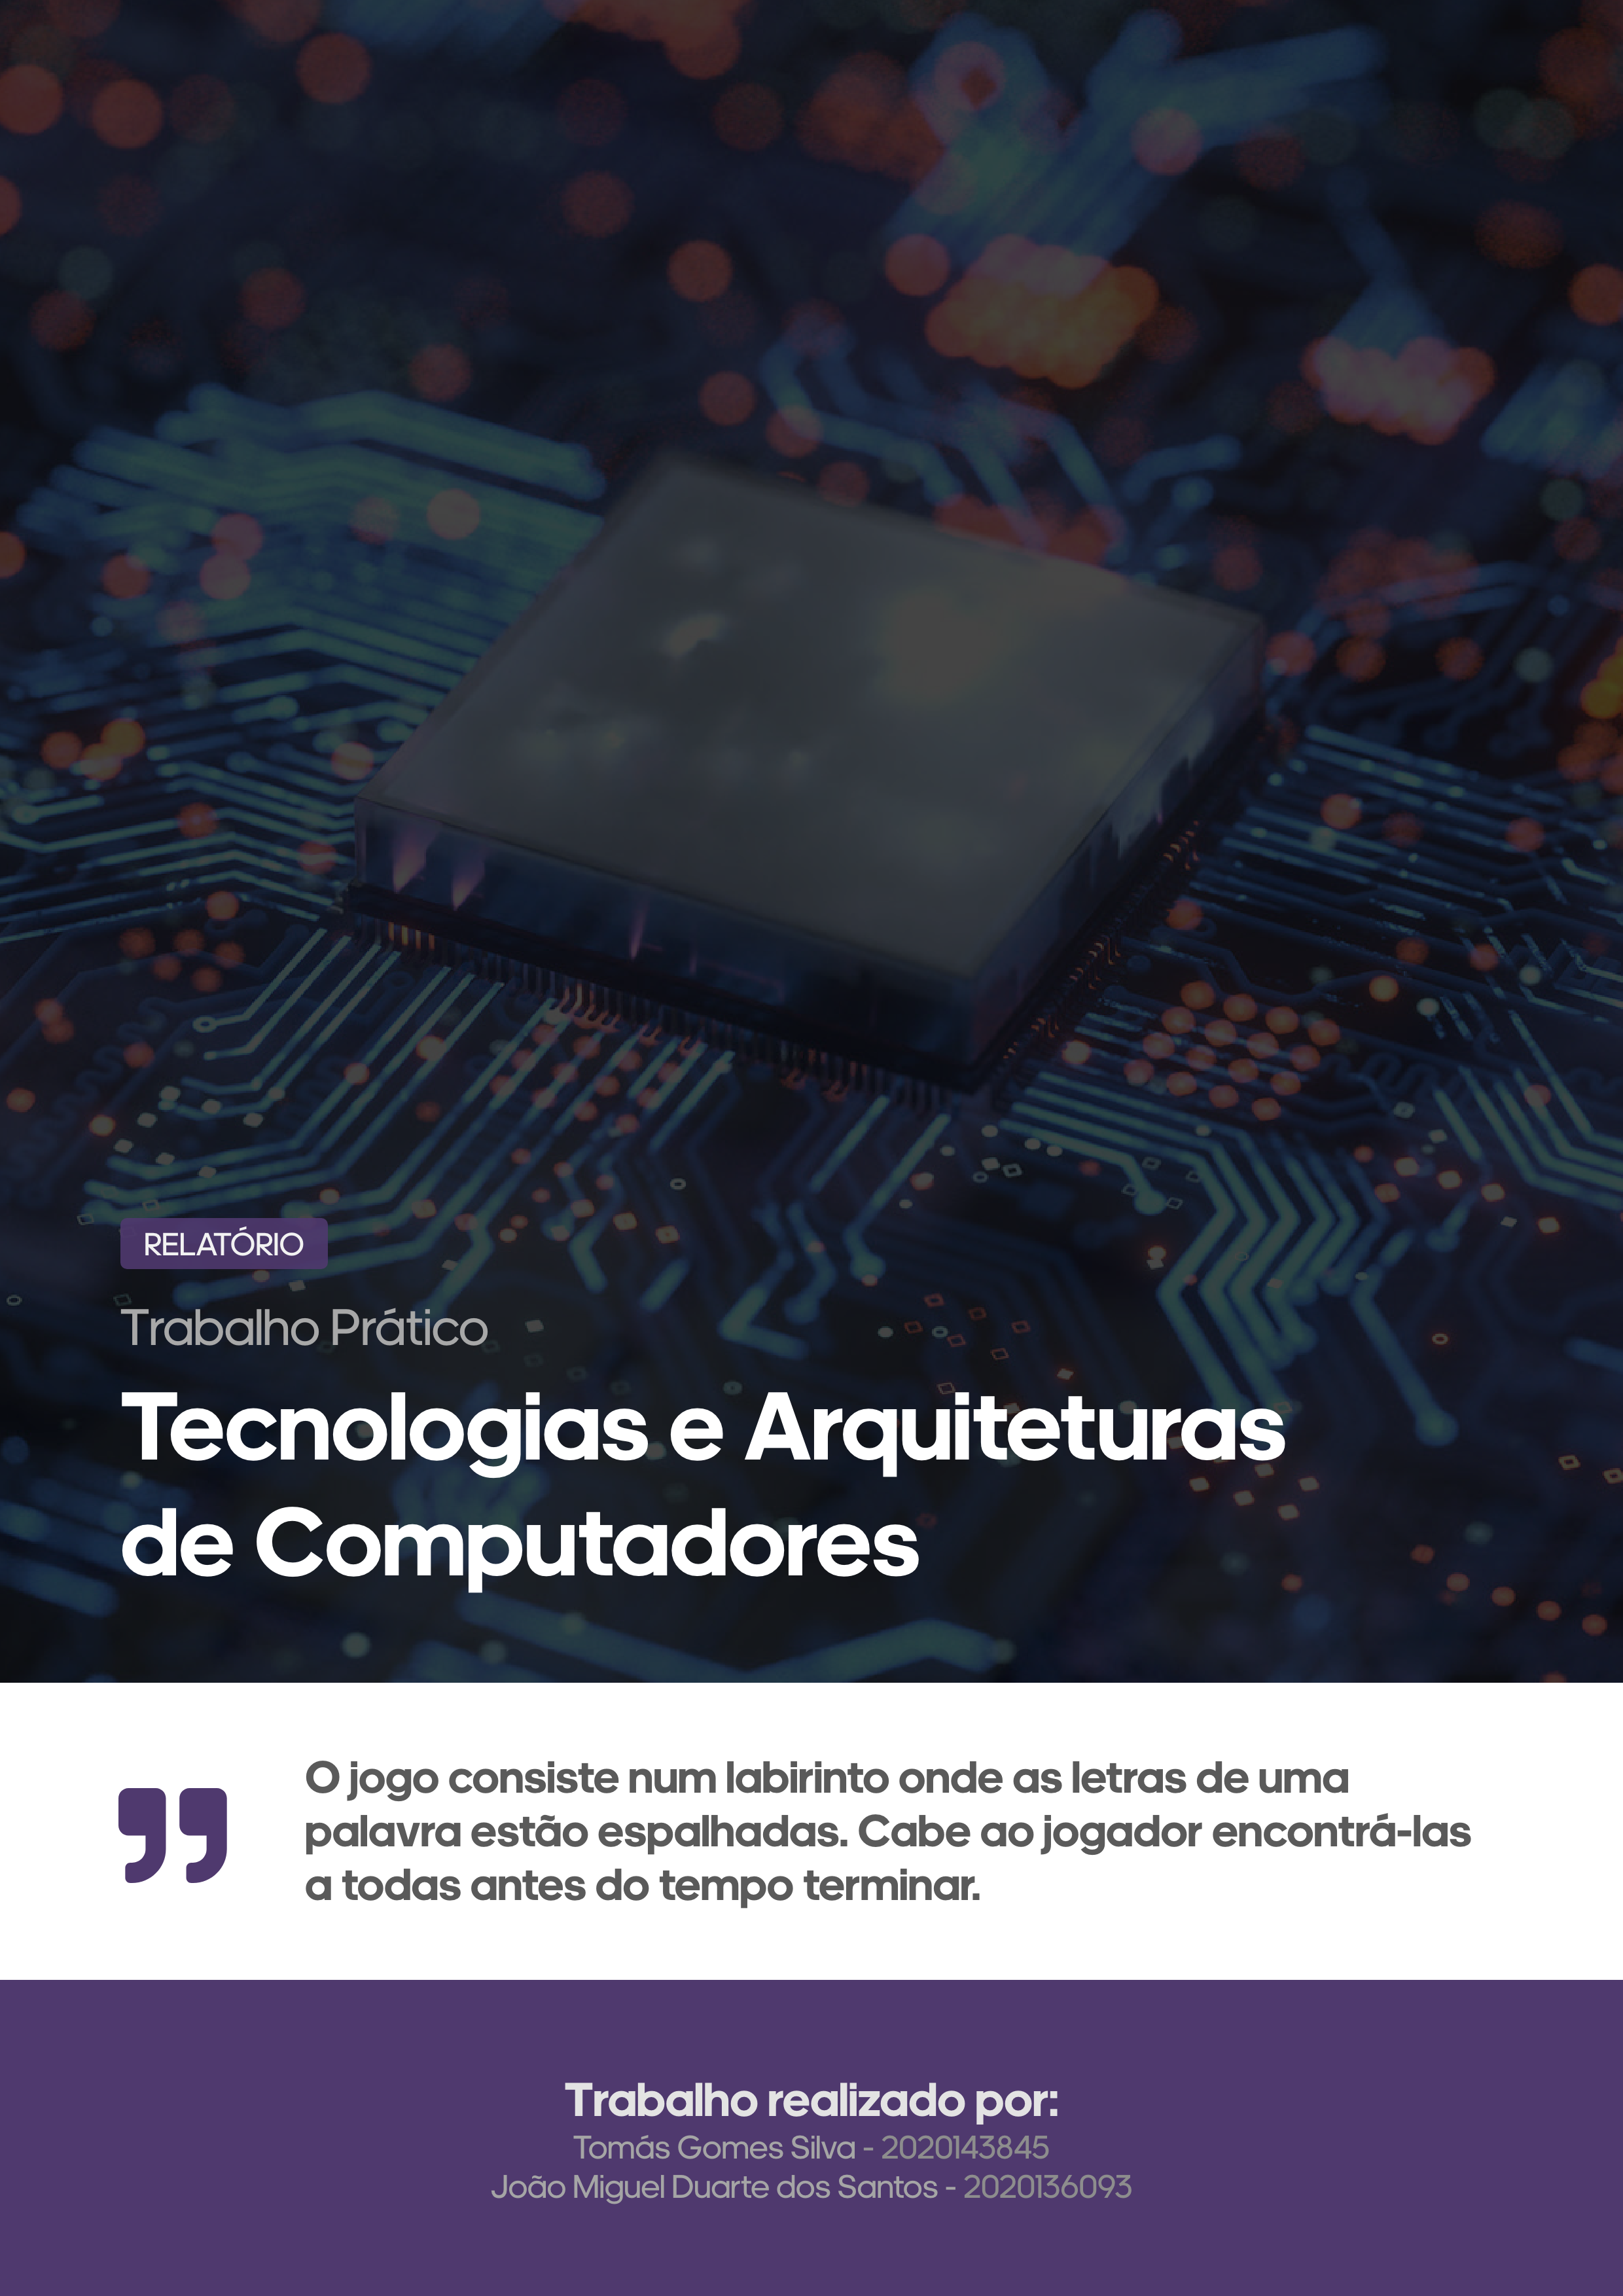 RELATÓRIO
Trabalho Prático
Tecnologias e Arquiteturas
de Computadores
O jogo consiste num labirinto onde as letras de uma
palavra estão espalhadas. Cabe ao jogador encontrá-las
a todas antes do tempo terminar.
Trabalho realizado por:
Tomás Gomes Silva - 2020143845
João Miguel Duarte dos Santos - 2020136093